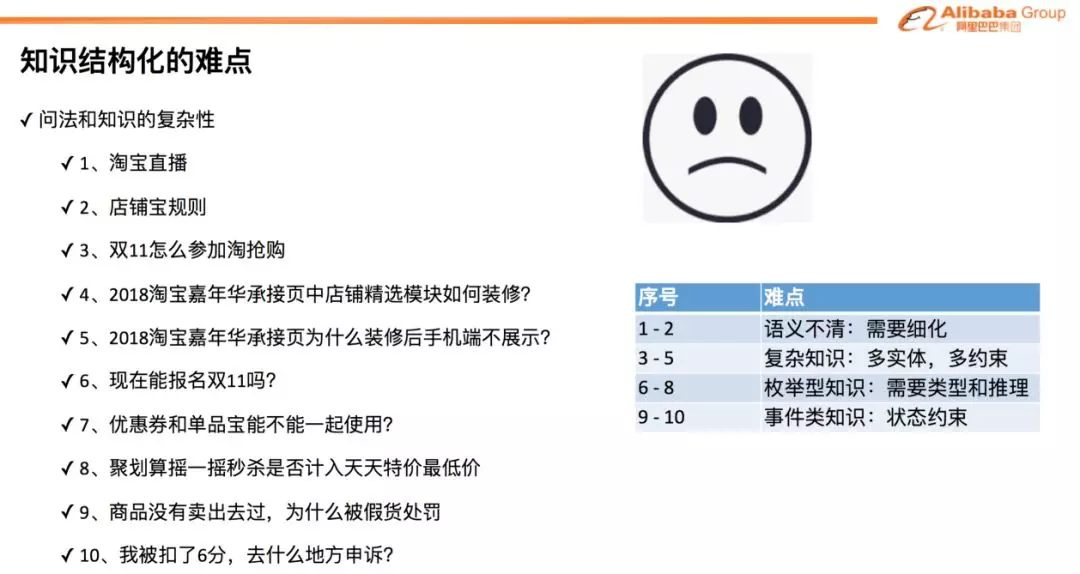 Alibaba Group
阿里巴巴集团
知识结构化的难点
✓ 问法和知识的复杂性
✓ 1、淘宝直播
✓ 2、店铺宝规则
✓ 3、双11怎么参加淘抢购
✓ 4、2018淘宝嘉年华承接页中店铺精选模块如何装修？
✓ 5、2018淘宝嘉年华承接页为什么装修后手机端不展示？
✓ 6、现在能报名双11吗？
✓ 7、优惠券和单品宝能不能一起使用？
✓ 8、聚划算摇一摇秒杀是否计入天天特价最低价
✓ 9、商品没有卖出去过，为什么被假货处罚
✓ 10、我被扣了6分，去什么地方申诉？
序号 难点
1 - 2 语义不清：需要细化
3 - 5 复杂知识：多实体，多约束
6 - 8 枚举型知识：需要类型和推理
9 - 10 事件类知识：状态约束